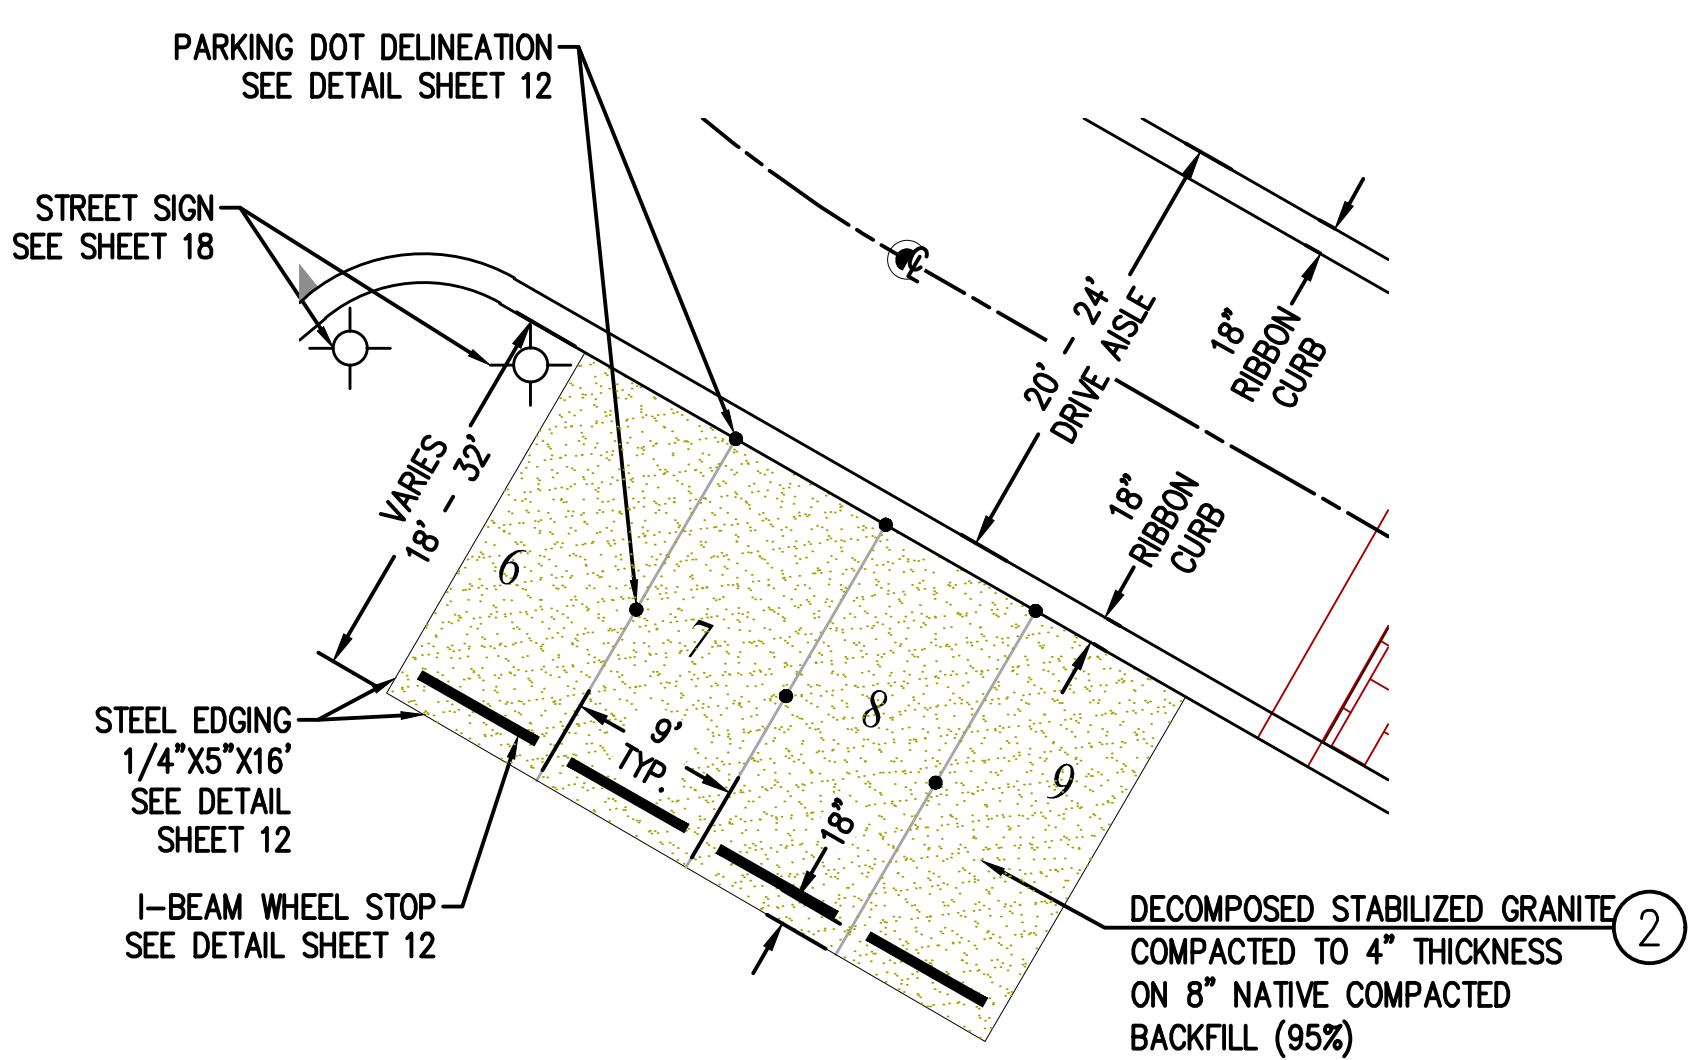 PARKING DOT DELINEATION
SEE DETAIL SHEET 12
STREET SIGN
SEE SHEET 18
℄
20' - 24'
DRIVE AISLE
18"
RIBBON
CURB
18"
RIBBON
CURB
VARIES
18' - 32'
6
7
8
9
9'
TYP.
18"
STEEL EDGING
1/4"X5"X16'
SEE DETAIL
SHEET 12
I-BEAM WHEEL STOP
SEE DETAIL SHEET 12
DECOMPOSED STABILIZED GRANITE
COMPACTED TO 4" THICKNESS
ON 8" NATIVE COMPACTED
BACKFILL (95%)
2